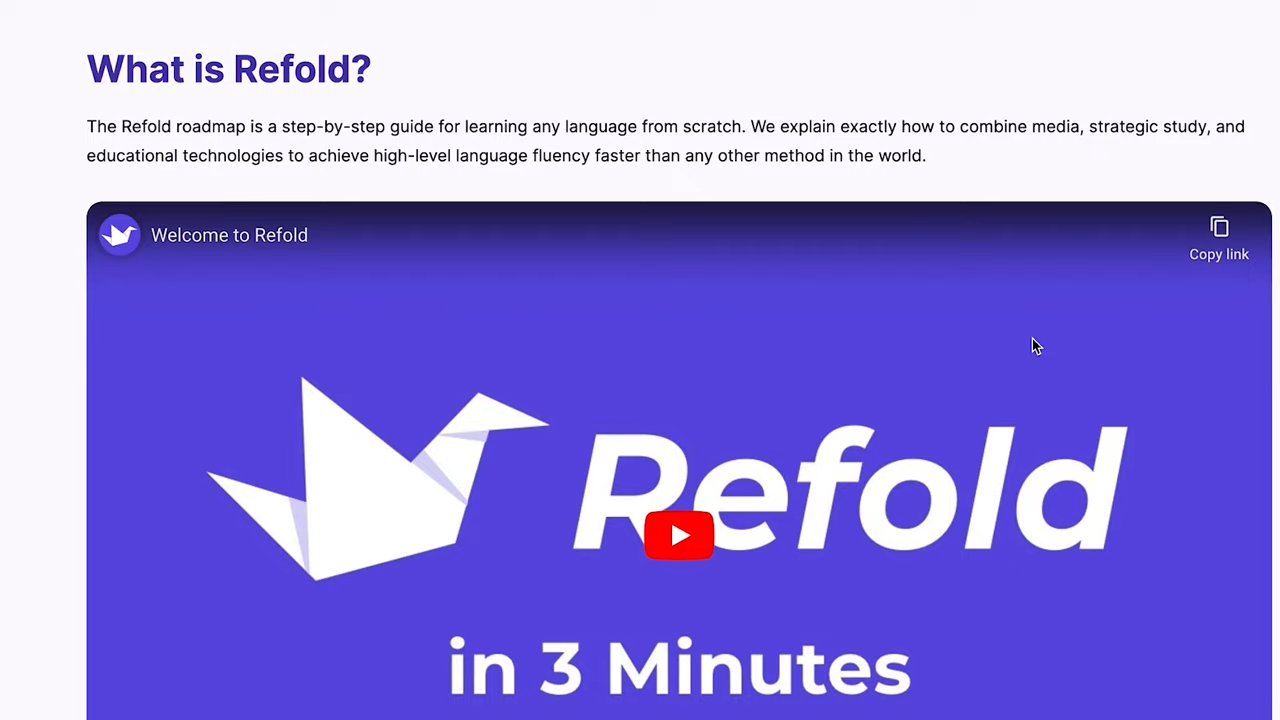 What is Refold?
The Refold roadmap is a step-by-step guide for learning any language from scratch. We explain exactly how to combine media, strategic study, and
educational technologies to achieve high-level language fluency faster than any other method in the world.
Welcome to Refold
Copy link
Refold
in 3 Minutes